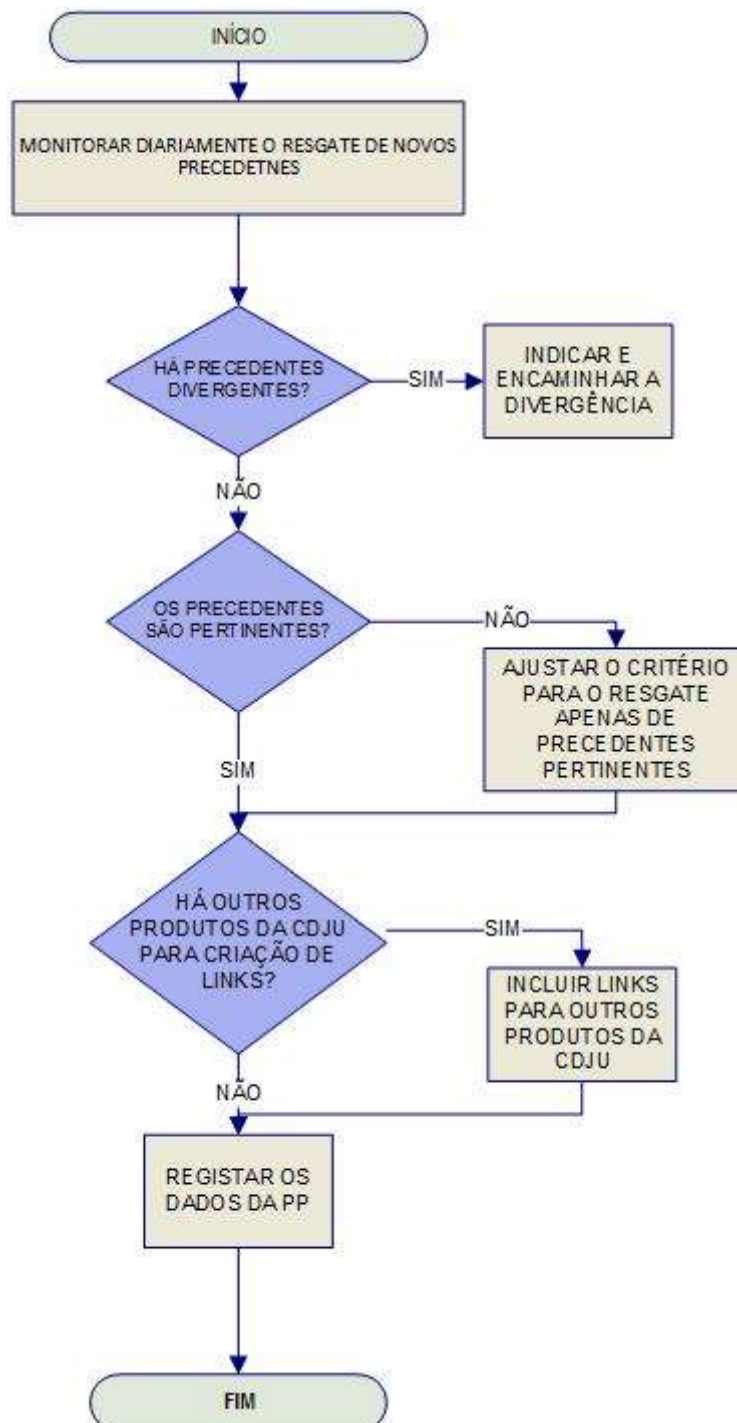 INÍCIO
MONITORAR DIARIAMENTE O RESGATE DE NOVOS
PRECEDETNES
HÁ PRECEDENTES
DIVERGENTES?
SIM
INDICAR E
ENCAMINHAR A
DIVERGÊNCIA
NÃO
OS PRECEDENTES
SÃO PERTINENTES?
NÃO
AJUSTAR O CRITÉRIO
PARA O RESGATE
APENAS DE
PRECEDENTES
PERTINENTES
SIM
HÁ OUTROS
PRODUTOS DA CDJU
PARA CRIAÇÃO DE
LINKS?
SIM
INCLUIR LINKS
PARA OUTROS
PRODUTOS DA
CDJU
NÃO
REGISTAR OS
DADOS DA PP
FIM